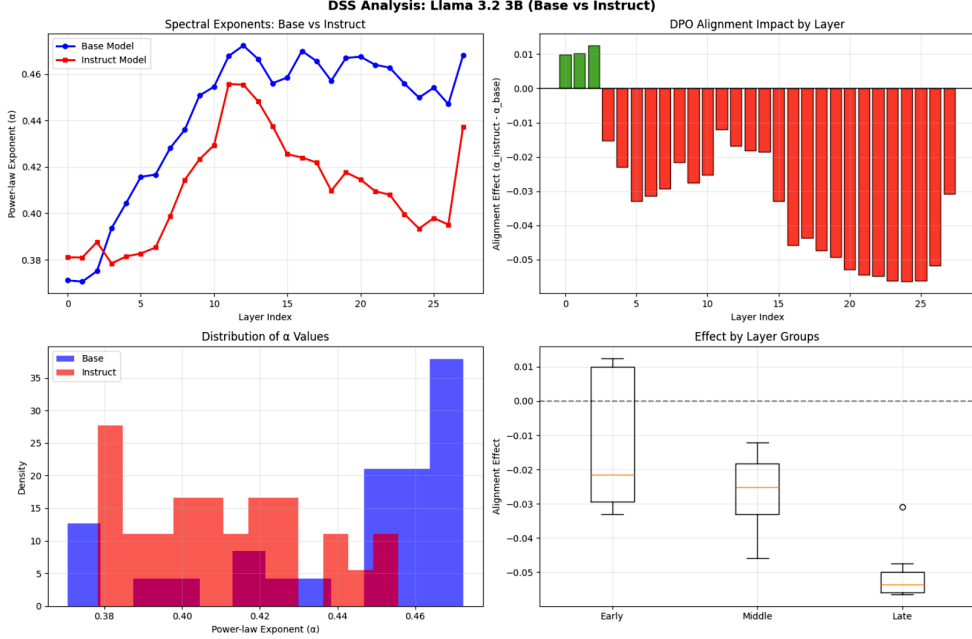 DSS Analysis: Llama 3.2 3B (Base vs Instruct)
Spectral Exponents: Base vs Instruct
Power-law Exponent (α)
0.46
0.44
0.42
0.40
0.38
Base Model
Instruct Model
0
5
10
15
20
25
Layer Index
DPO Alignment Impact by Layer
Alignment Effect (α_instruct - α_base)
0.01
0.00
−0.01
−0.02
−0.03
−0.04
−0.05
0
5
10
15
20
25
Layer Index
Distribution of α Values
Density
35
30
25
20
15
10
5
0
Base
Instruct
0.38
0.40
0.42
0.44
0.46
Power-law Exponent (α)
Effect by Layer Groups
Alignment Effect
0.01
0.00
−0.01
−0.02
−0.03
−0.04
−0.05
Early
Middle
Late